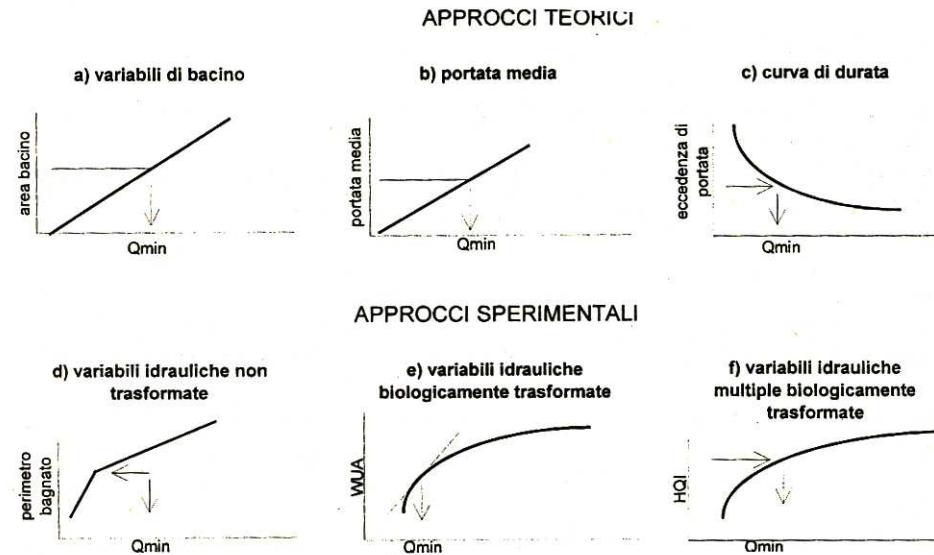 APPROCCI TEORICI
a) variabili di bacino
area bacino
Qmin
b) portata media
portata media
Qmin
c) curva di durata
eccedenza di
portata
Qmin
APPROCCI SPERIMENTALI
d) variabili idrauliche non
trasformate
perimetro
bagnato
Qmin
e) variabili idrauliche
biologicamente trasformate
WUA
Qmin
f) variabili idrauliche
multiple biologicamente
trasformate
HQI
Qmin